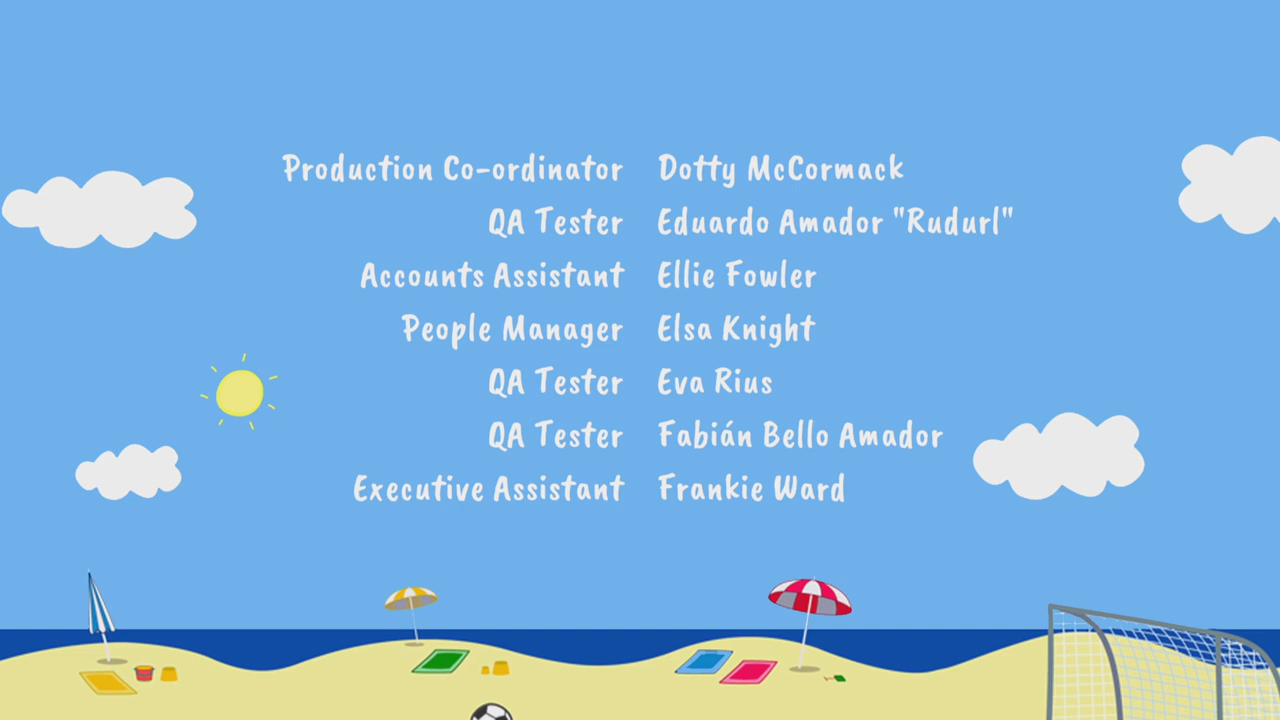 Production Co-ordinator Dotty McCormack
QA Tester Eduardo Amador "Rudurl"
Accounts Assistant Ellie Fowler
People Manager Elsa Knight
QA Tester Eva Rius
QA Tester Fabián Bello Amador
Executive Assistant Frankie Ward